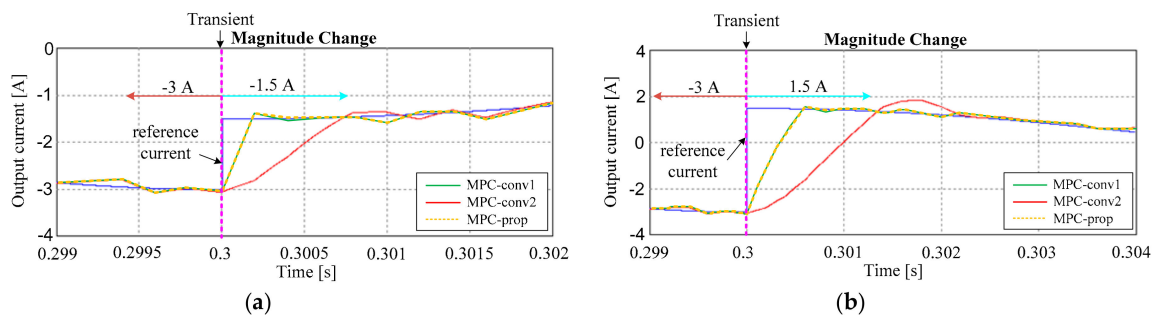 Transient
Magnitude Change
0
-1
-2
-3
-4
Output current [A]
-3 A
-1.5 A
reference
current
MPC-conv1
MPC-conv2
MPC-prop
0.299
0.2995
0.3
0.3005
0.301
0.3015
0.302
Time [s]
(a)
Transient
Magnitude Change
4
2
0
-2
-4
Output current [A]
-3 A
1.5 A
reference
current
MPC-conv1
MPC-conv2
MPC-prop
0.299
0.3
0.301
0.302
0.303
0.304
Time [s]
(b)